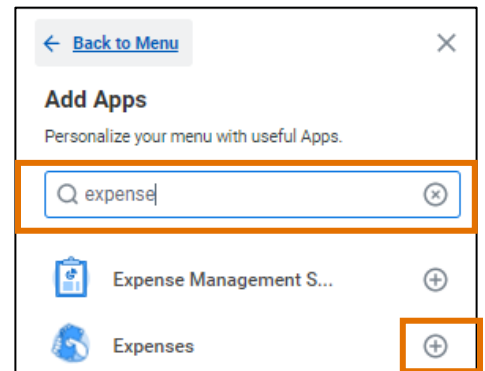 Back to Menu
Add Apps
Personalize your menu with useful Apps.
expense
Expense Management S...
Expenses